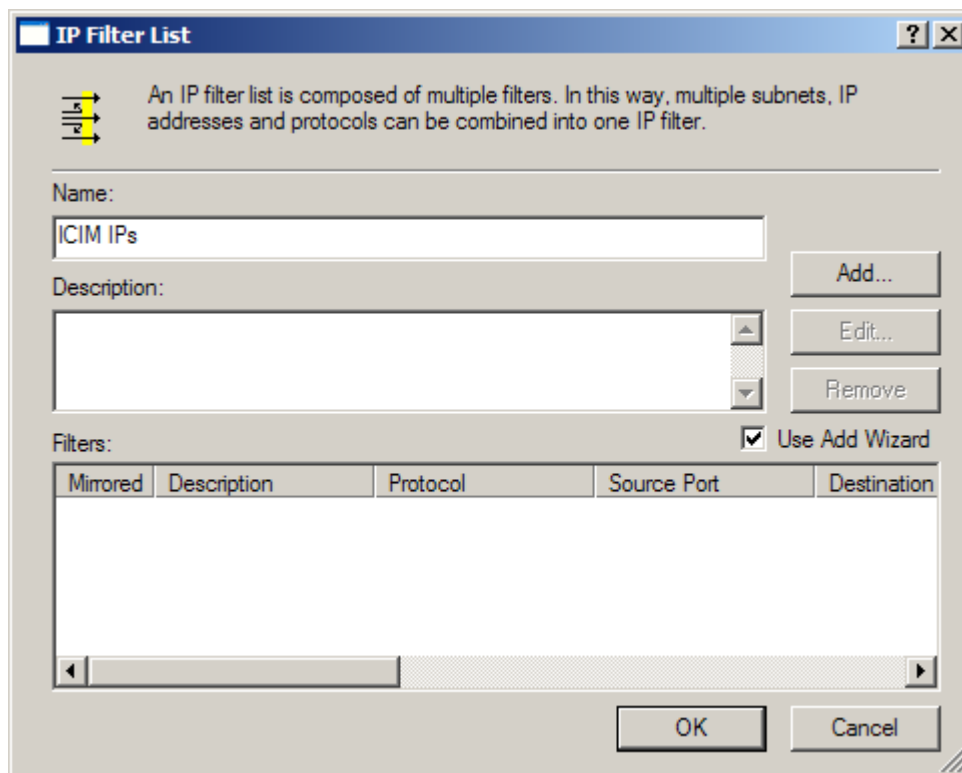 IP Filter List
An IP filter list is composed of multiple filters. In this way, multiple subnets, IP
addresses and protocols can be combined into one IP filter.
Name:
ICIM IPs
Add...
Description:
Edit...
Remove
Filters:
Use Add Wizard
Mirrored Description Protocol Source Port Destination
OK Cancel